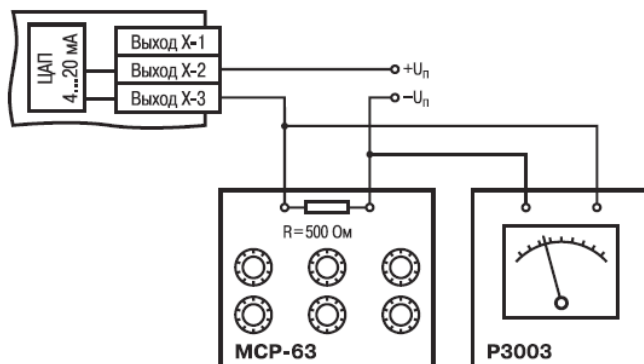 ЦАП
4...20 мА
Выход X-1
Выход X-2
Выход X-3
+Uп
−Uп
R=500 Ом
МСР-63
Р3003